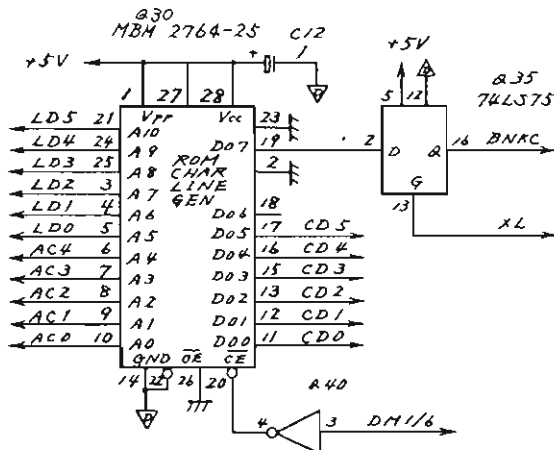 Q30
MBM 2764-25
C12
+ 1
+5V
1 27 28
D
+5V
5 12 D
Q35
74LS75
VPP VCC
LD5 21 A10 23
LD4 24 A9 DO7 19
LD3 25 A8 2
LD2 3 A7
LD1 4 A6 DO6 18
LD0 5 A5 DO5 17 CD5
AC4 6 A4 DO4 16 CD4
AC3 7 A3 DO3 15 CD3
AC2 8 A2 DO2 13 CD2
AC1 9 A1 DO1 12 CD1
AC0 10 A0 DO0 11 CD0
ROM
CHAR
LINE
GEN
2 D Q 16 BNKC
G
13
XL
GND OE CE
14 22 26 20
D
Q40
4 3 DM1/6